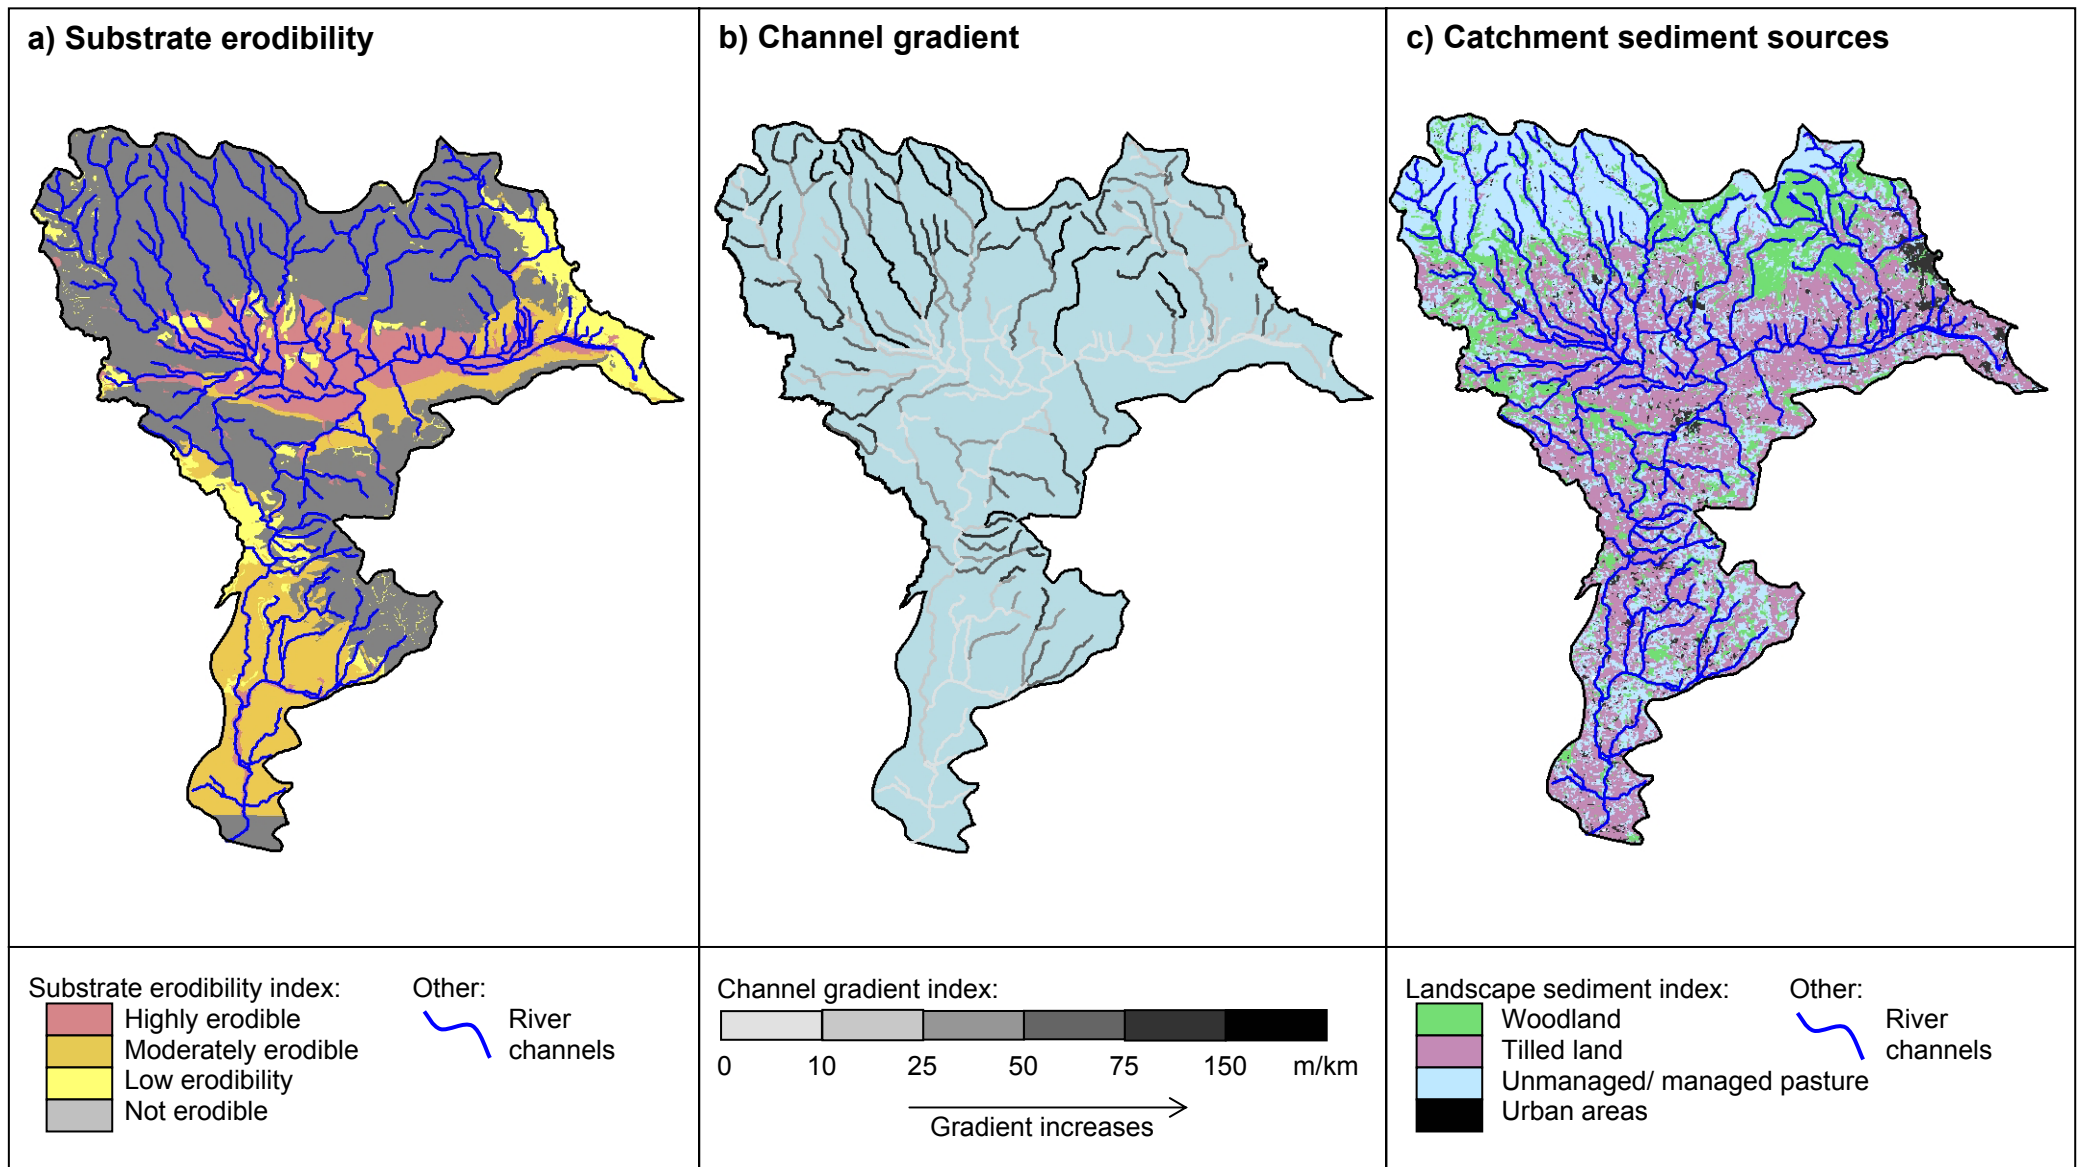 a) Substrate erodibility
b) Channel gradient
c) Catchment sediment sources
Substrate erodibility index:
Highly erodible
Moderately erodible
Low erodibility
Not erodible
Other:
River
channels
Channel gradient index:
0 10 25 50 75 150 m/km
Gradient increases
Landscape sediment index:
Woodland
Tilled land
Unmanaged/ managed pasture
Urban areas
Other:
River
channels